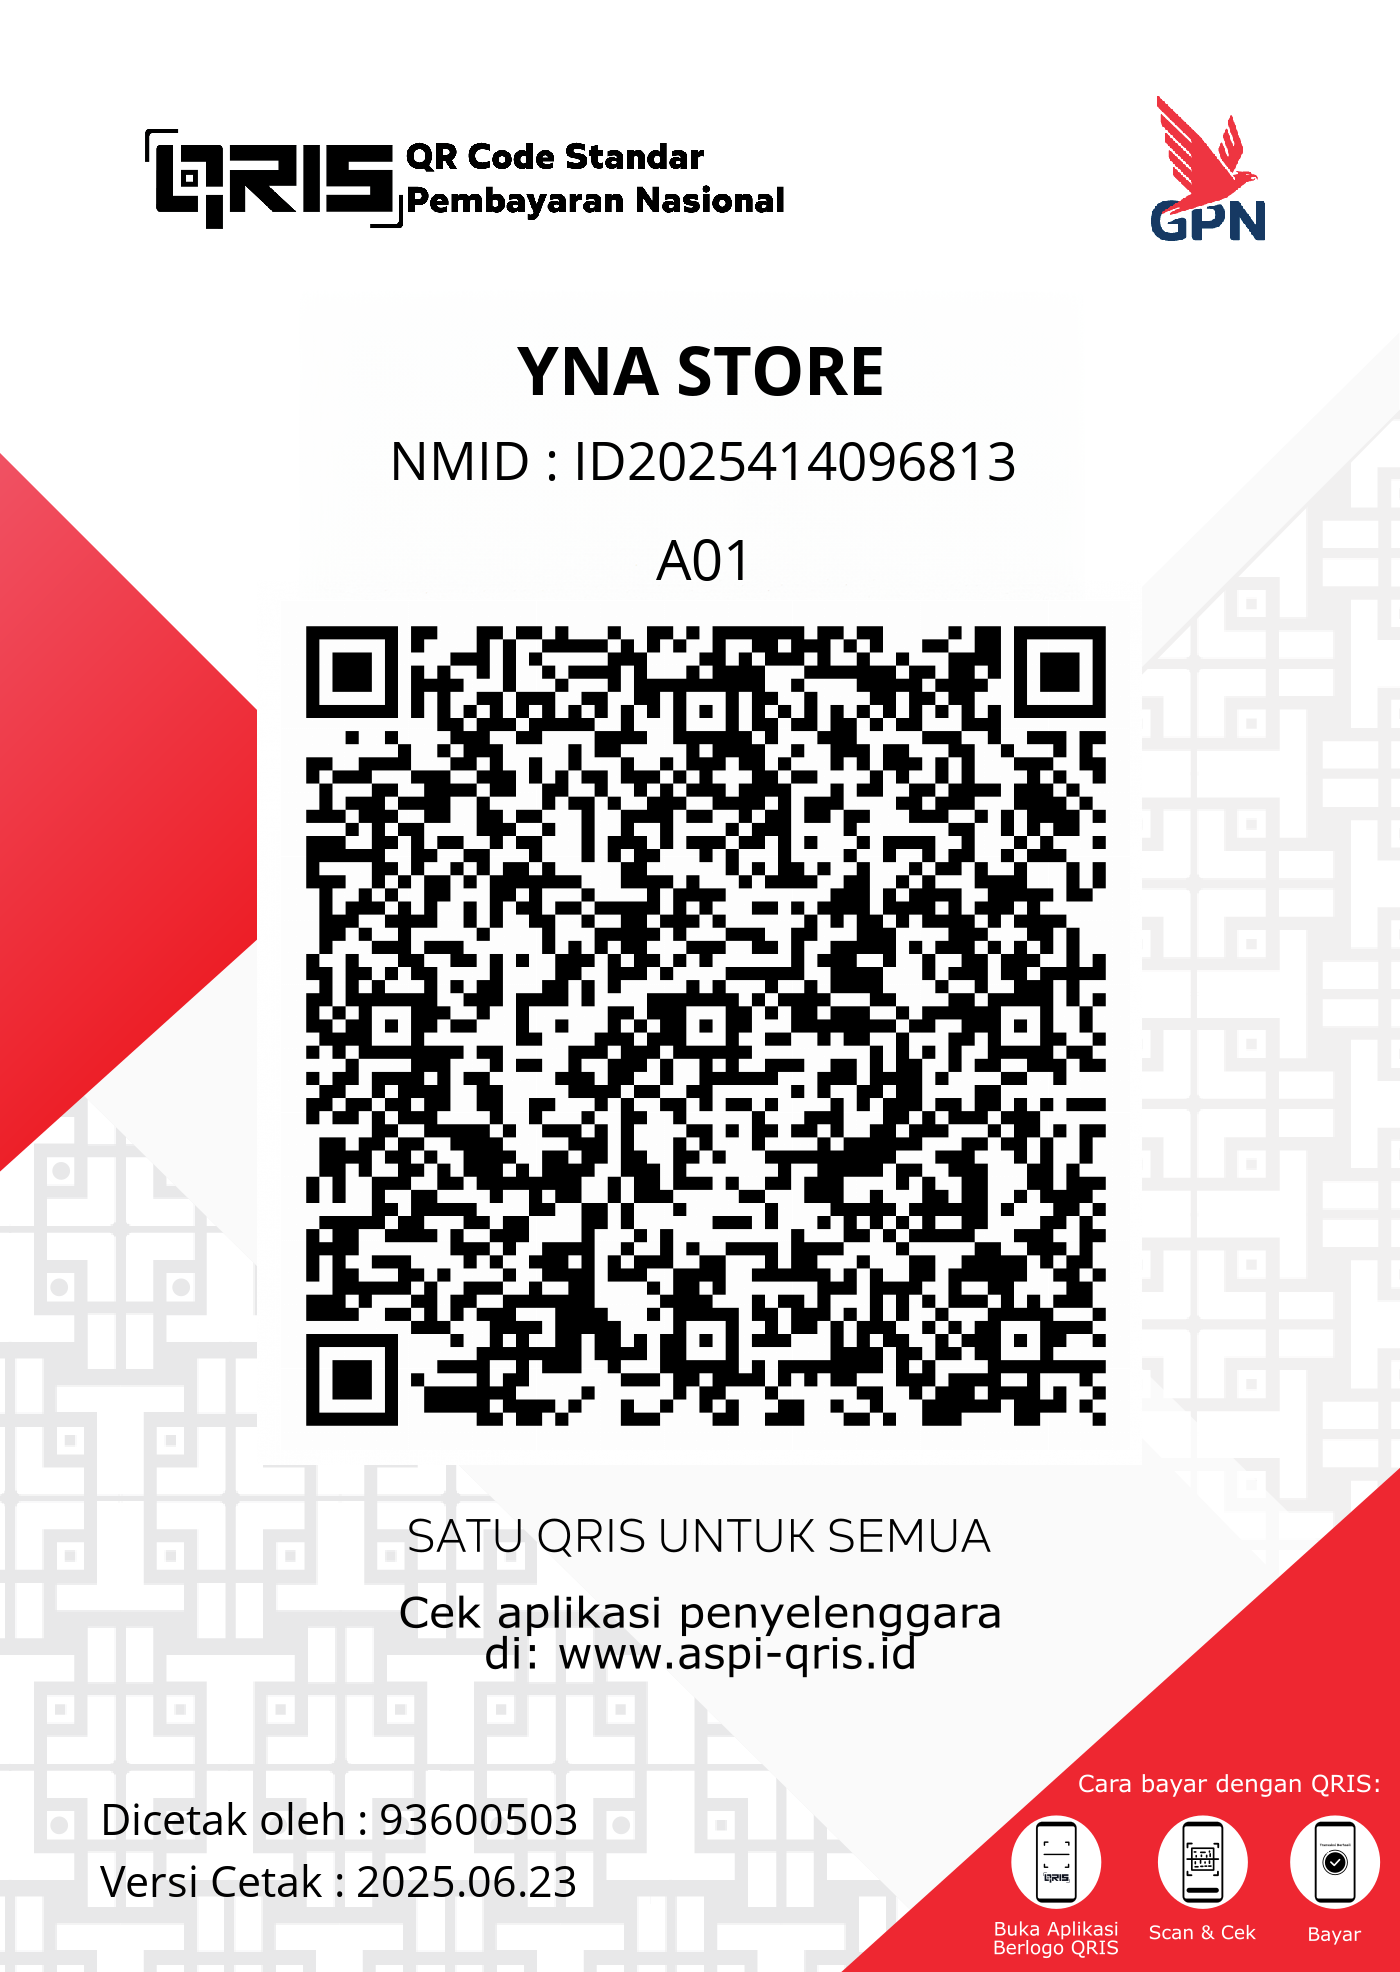 QRIS
QR Code Standar
Pembayaran Nasional
GPN
YNA STORE
NMID : ID2025414096813
A01
SATU QRIS UNTUK SEMUA
Cek aplikasi penyelenggara
di: www.aspi-qris.id
Dicetak oleh : 93600503
Versi Cetak : 2025.06.23
Cara bayar dengan QRIS:
QRIS
Buka Aplikasi
Berlogo QRIS
Scan & Cek
Bayar